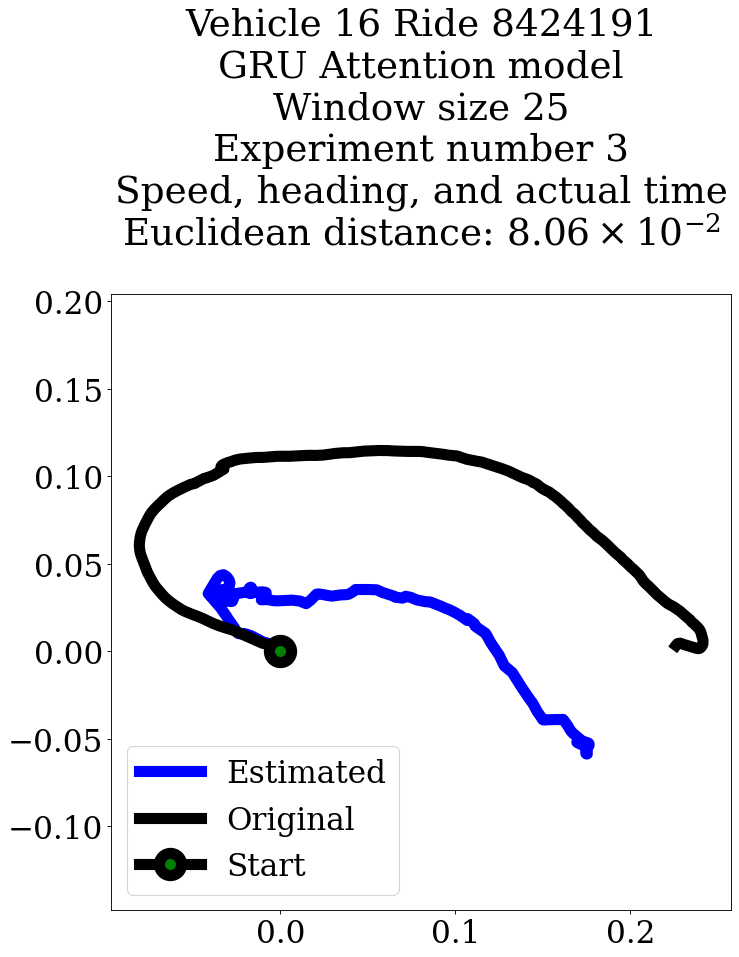 Vehicle 16 Ride 8424191
GRU Attention model
Window size 25
Experiment number 3
Speed, heading, and actual time
Euclidean distance: 8.06 × 10⁻²
0.20
0.15
0.10
0.05
0.00
−0.05
−0.10
Estimated
Original
Start
0.0 0.1 0.2